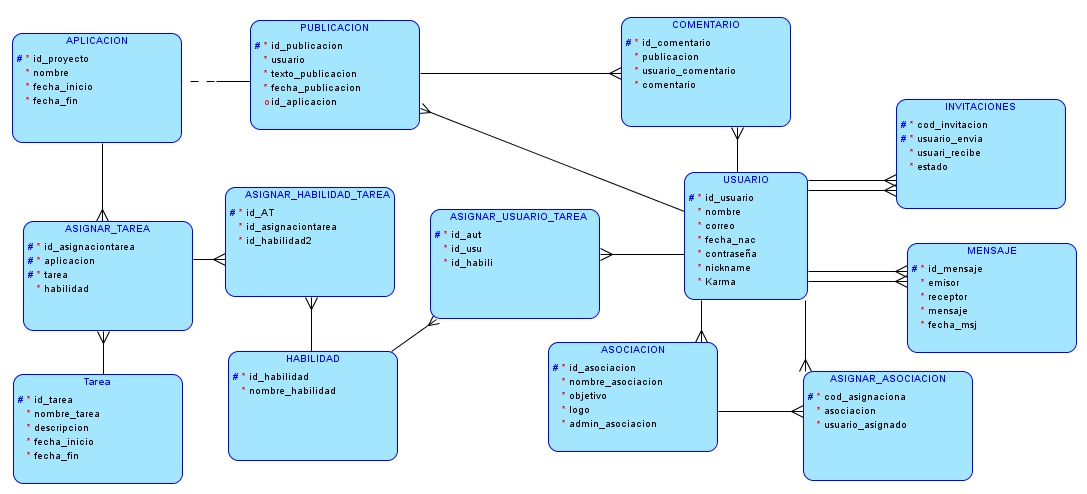 APLICACION
# * id_proyecto
* nombre
* fecha_inicio
* fecha_fin
PUBLICACION
# * id_publicacion
* usuario
* texto_publicacion
* fecha_publicacion
o id_aplicacion
COMENTARIO
# * id_comentario
* publicacion
* usuario_comentario
* comentario
INVITACIONES
# * cod_invitacion
# * usuario_envia
* usuari_recibe
* estado
USUARIO
# * id_usuario
* nombre
* correo
* fecha_nac
* contraseña
* nickname
* Karma
ASIGNAR_HABILIDAD_TAREA
# * id_AT
* id_asignaciontarea
* id_habilidad2
ASIGNAR_USUARIO_TAREA
# * id_aut
* id_usu
* id_habili
ASIGNAR_TAREA
# * id_asignaciontarea
# * aplicacion
# * tarea
* habilidad
MENSAJE
# * id_mensaje
* emisor
* receptor
* mensaje
* fecha_msj
HABILIDAD
# * id_habilidad
* nombre_habilidad
ASOCIACION
# * id_asociacion
* nombre_asociacion
* objetivo
* logo
* admin_asociacion
Tarea
# * id_tarea
* nombre_tarea
* descripcion
* fecha_inicio
* fecha_fin
ASIGNAR_ASOCIACION
# * cod_asignaciona
* asociacion
* usuario_asignado